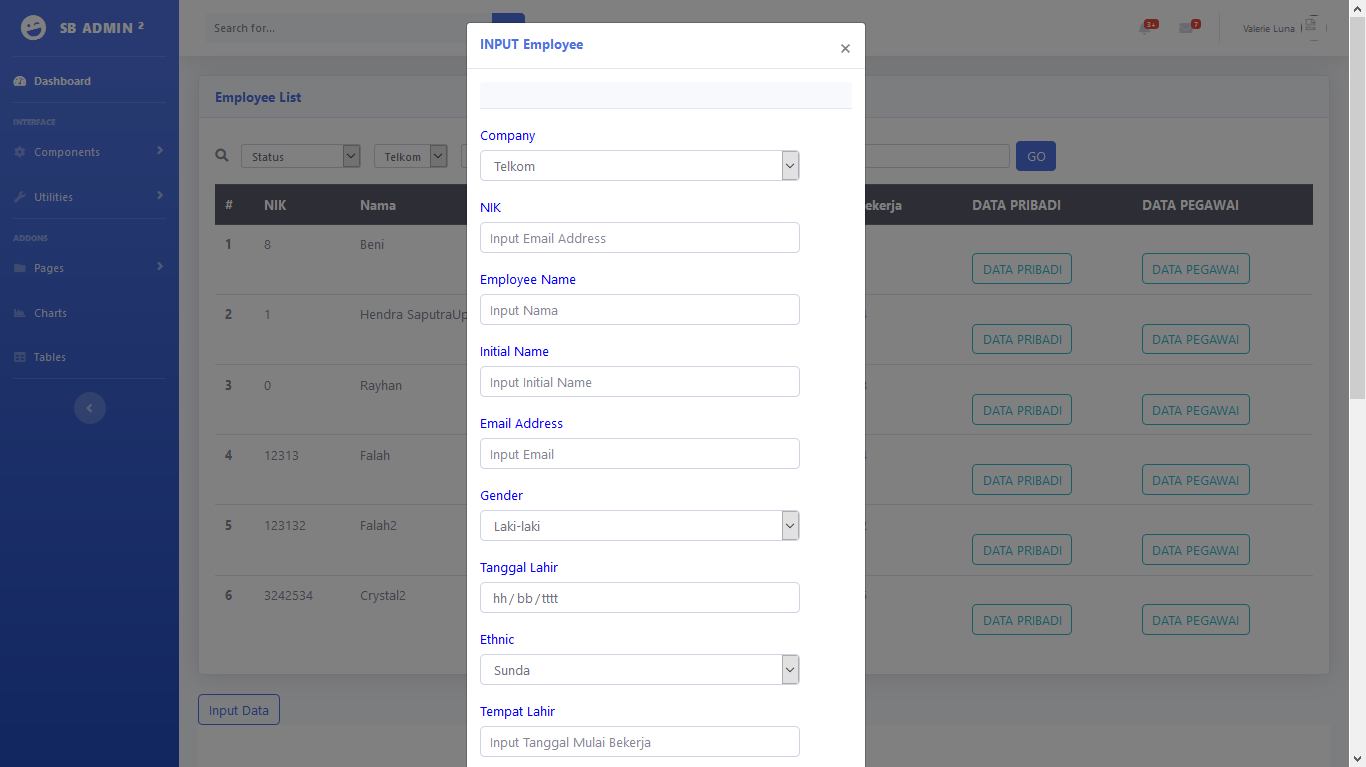 SB ADMIN 2
Dashboard
INTERFACE
Components
Utilities
ADDONS
Pages
Charts
Tables
Search for...
3+
7
Valerie Luna
Employee List
Status
Telkom
GO
# NIK Nama ekerja DATA PRIBADI DATA PEGAWAI
1 8 Beni DATA PRIBADI DATA PEGAWAI
2 1 Hendra SaputraUp DATA PRIBADI DATA PEGAWAI
3 0 Rayhan DATA PRIBADI DATA PEGAWAI
4 12313 Falah DATA PRIBADI DATA PEGAWAI
5 123132 Falah2 DATA PRIBADI DATA PEGAWAI
6 3242534 Crystal2 DATA PRIBADI DATA PEGAWAI
Input Data
INPUT Employee
×
Company
Telkom
NIK
Input Email Address
Employee Name
Input Nama
Initial Name
Input Initial Name
Email Address
Input Email
Gender
Laki-laki
Tanggal Lahir
hh / bb / tttt
Ethnic
Sunda
Tempat Lahir
Input Tanggal Mulai Bekerja